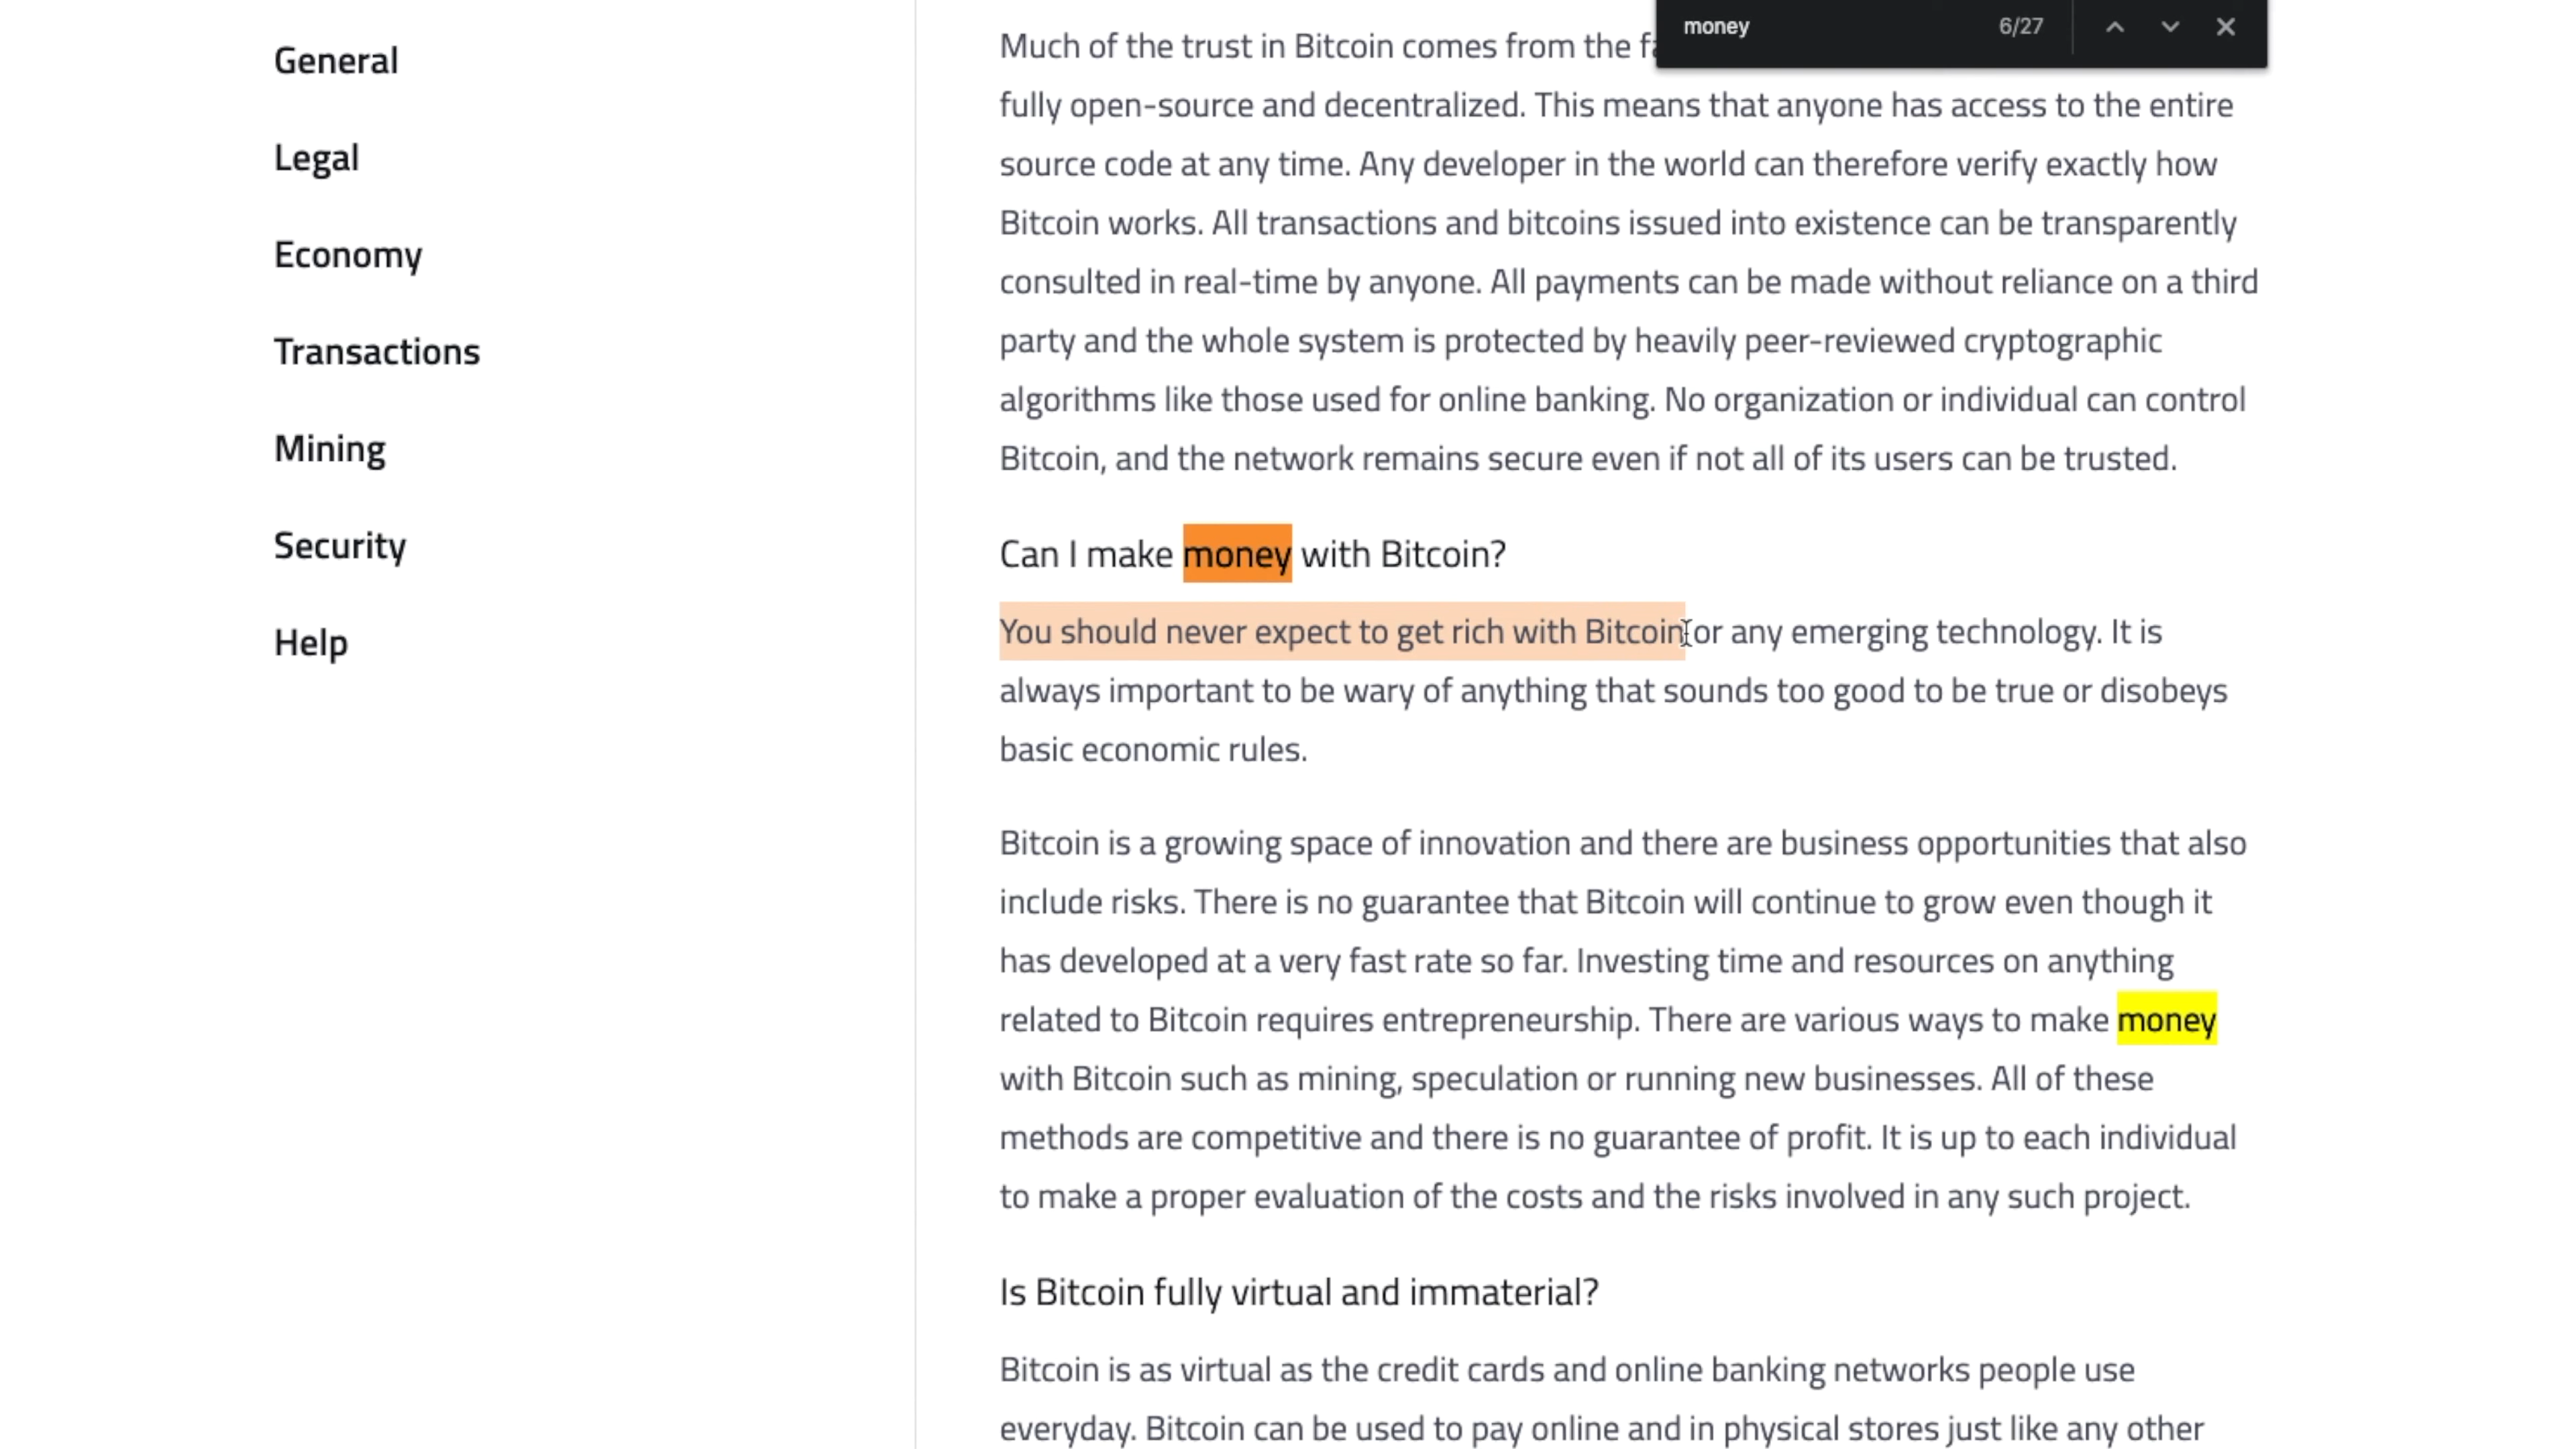 money 6/27
General
Legal
Economy
Transactions
Mining
Security
Help
Much of the trust in Bitcoin comes from the
fully open-source and decentralized. This means that anyone has access to the entire
source code at any time. Any developer in the world can therefore verify exactly how
Bitcoin works. All transactions and bitcoins issued into existence can be transparently
consulted in real-time by anyone. All payments can be made without reliance on a third
party and the whole system is protected by heavily peer-reviewed cryptographic
algorithms like those used for online banking. No organization or individual can control
Bitcoin, and the network remains secure even if not all of its users can be trusted.
Can I make money with Bitcoin?
You should never expect to get rich with Bitcoin or any emerging technology. It is
always important to be wary of anything that sounds too good to be true or disobeys
basic economic rules.
Bitcoin is a growing space of innovation and there are business opportunities that also
include risks. There is no guarantee that Bitcoin will continue to grow even though it
has developed at a very fast rate so far. Investing time and resources on anything
related to Bitcoin requires entrepreneurship. There are various ways to make money
with Bitcoin such as mining, speculation or running new businesses. All of these
methods are competitive and there is no guarantee of profit. It is up to each individual
to make a proper evaluation of the costs and the risks involved in any such project.
Is Bitcoin fully virtual and immaterial?
Bitcoin is as virtual as the credit cards and online banking networks people use
everyday. Bitcoin can be used to pay online and in physical stores just like any other